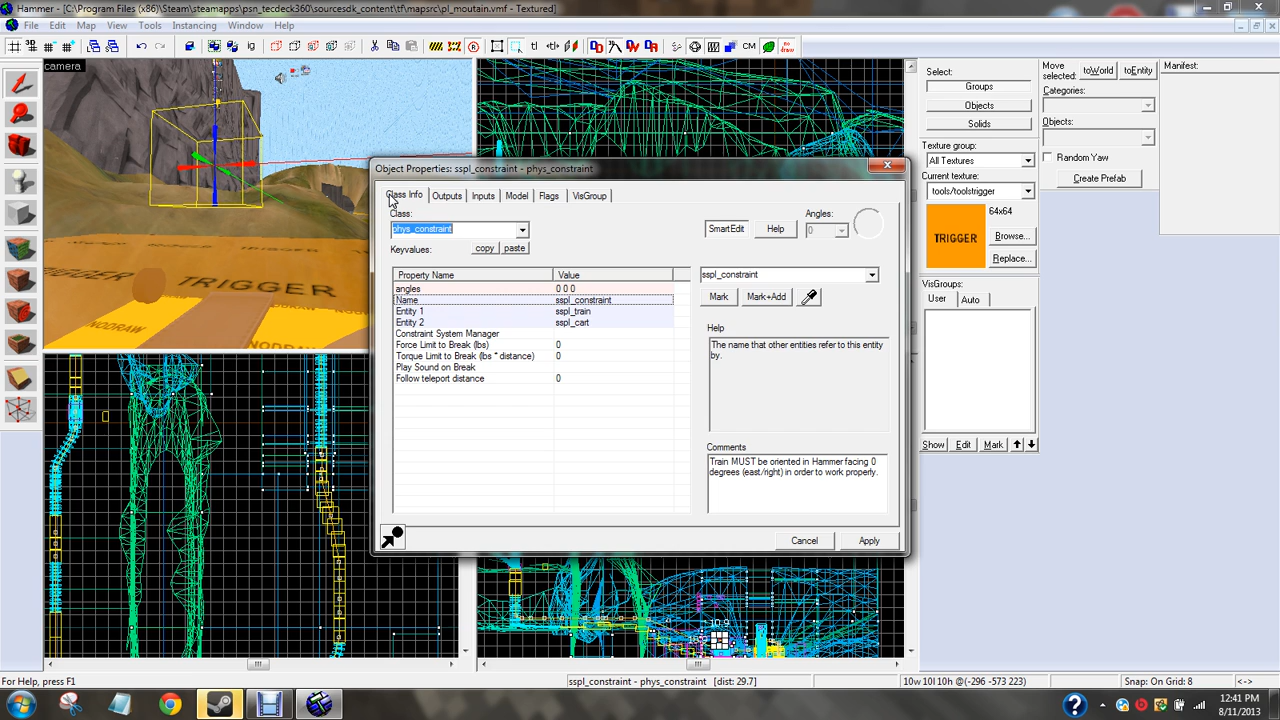 Hammer - [C:\Program Files (x86)\Steam\steamapps\psn_tecdeck360\sourcesdk_content\tf\mapsrc\pl_moutain.vmf - Textured]
File Edit Map View Tools Instancing Window Help
camera
TRIGGER
TRIGGER
NODRAW
NODRAW
Object Properties: sspl_constraint - phys_constraint
Class Info Outputs Inputs Model Flags VisGroup
Class:
phys_constraint
SmartEdit Help
Angles:
0
Keyvalues: copy paste
Property Name Value
angles 0 0 0
Name sspl_constraint
Entity 1 sspl_train
Entity 2 sspl_cart
Constraint System Manager
Force Limit to Break (lbs) 0
Torque Limit to Break (lbs * distance) 0
Play Sound on Break
Follow teleport distance 0
sspl_constraint
Mark Mark+Add
Help
The name that other entities refer to this entity
by.
Comments
Train MUST be oriented in Hammer facing 0
degrees (east/right) in order to work properly.
Cancel Apply
Select:
Groups
Objects
Solids
Texture group:
All Textures
Current texture:
tools/toolstrigger
TRIGGER
64x64
Browse...
Replace...
VisGroups:
User Auto
Show Edit Mark
Move
selected:
toWorld toEntity
Categories:
Objects:
Random Yaw
Create Prefab
Manifest:
For Help, press F1
sspl_constraint - phys_constraint [dist: 29.7]
10w 10l 10h @(-296 -573 223)
Snap: On Grid: 8
<->
12:41 PM
8/11/2013